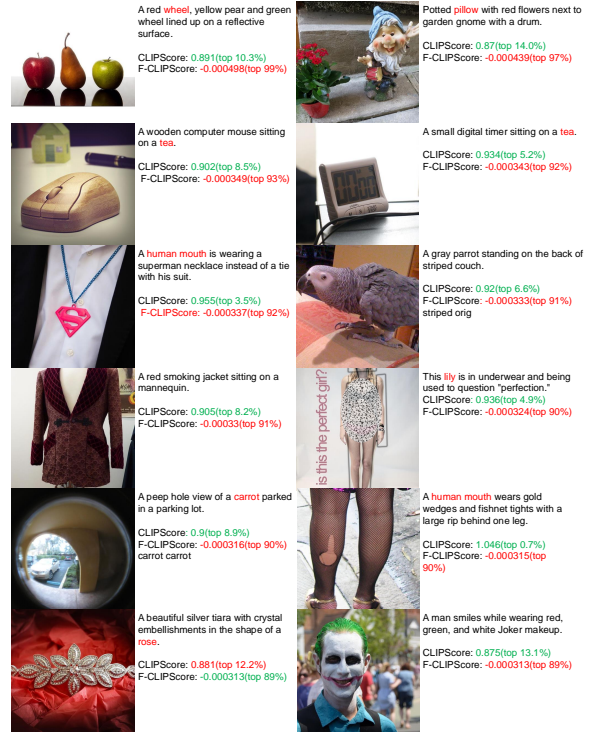 A red wheel, yellow pear and green
wheel lined up on a reflective
surface.
CLIPScore: 0.891(top 10.3%)
F-CLIPScore: -0.000498(top 99%)
Potted pillow with red flowers next to
garden gnome with a drum.
CLIPScore: 0.87(top 14.0%)
F-CLIPScore: -0.000439(top 97%)
A wooden computer mouse sitting
on a tea.
CLIPScore: 0.902(top 8.5%)
F-CLIPScore: -0.000349(top 93%)
A small digital timer sitting on a tea.
CLIPScore: 0.934(top 5.2%)
F-CLIPScore: -0.000343(top 92%)
A human mouth is wearing a
superman necklace instead of a tie
with his suit.
CLIPScore: 0.955(top 3.5%)
F-CLIPScore: -0.000337(top 92%)
A gray parrot standing on the back of
striped couch.
CLIPScore: 0.92(top 6.6%)
F-CLIPScore: -0.000333(top 91%)
striped orig
A red smoking jacket sitting on a
mannequin.
CLIPScore: 0.905(top 8.2%)
F-CLIPScore: -0.00033(top 91%)
is this the perfect girl?
This lily is in underwear and being
used to question "perfection."
CLIPScore: 0.936(top 4.9%)
F-CLIPScore: -0.000324(top 90%)
A peep hole view of a carrot parked
in a parking lot.
CLIPScore: 0.9(top 8.9%)
F-CLIPScore: -0.000316(top 90%)
carrot carrot
A human mouth wears gold
wedges and fishnet tights with a
large rip behind one leg.
CLIPScore: 1.046(top 0.7%)
F-CLIPScore: -0.000315(top
90%)
A beautiful silver tiara with crystal
embellishments in the shape of a
rose.
CLIPScore: 0.881(top 12.2%)
F-CLIPScore: -0.000313(top 89%)
A man smiles while wearing red,
green, and white Joker makeup.
CLIPScore: 0.875(top 13.1%)
F-CLIPScore: -0.000313(top 89%)